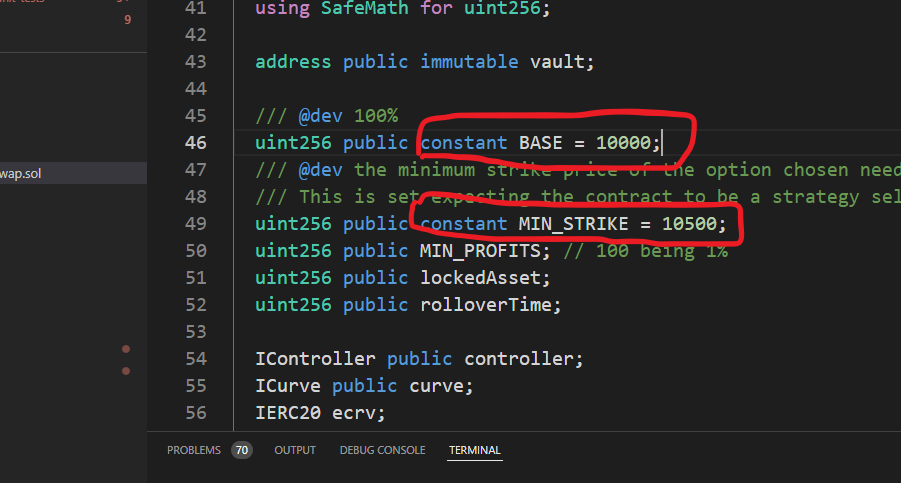 9
wap.sol
41 using SafeMath for uint256;
42
43 address public immutable vault;
44
45 /// @dev 100%
46 uint256 public constant BASE = 10000;
47 /// @dev the minimum strike price of the option chosen need
48 /// This is set expecting the contract to be a strategy sel
49 uint256 public constant MIN_STRIKE = 10500;
50 uint256 public MIN_PROFITS; // 100 being 1%
51 uint256 public lockedAsset;
52 uint256 public rolloverTime;
53
54 IController public controller;
55 ICurve public curve;
56 IERC20 ecrv;
PROBLEMS 70 OUTPUT DEBUG CONSOLE TERMINAL